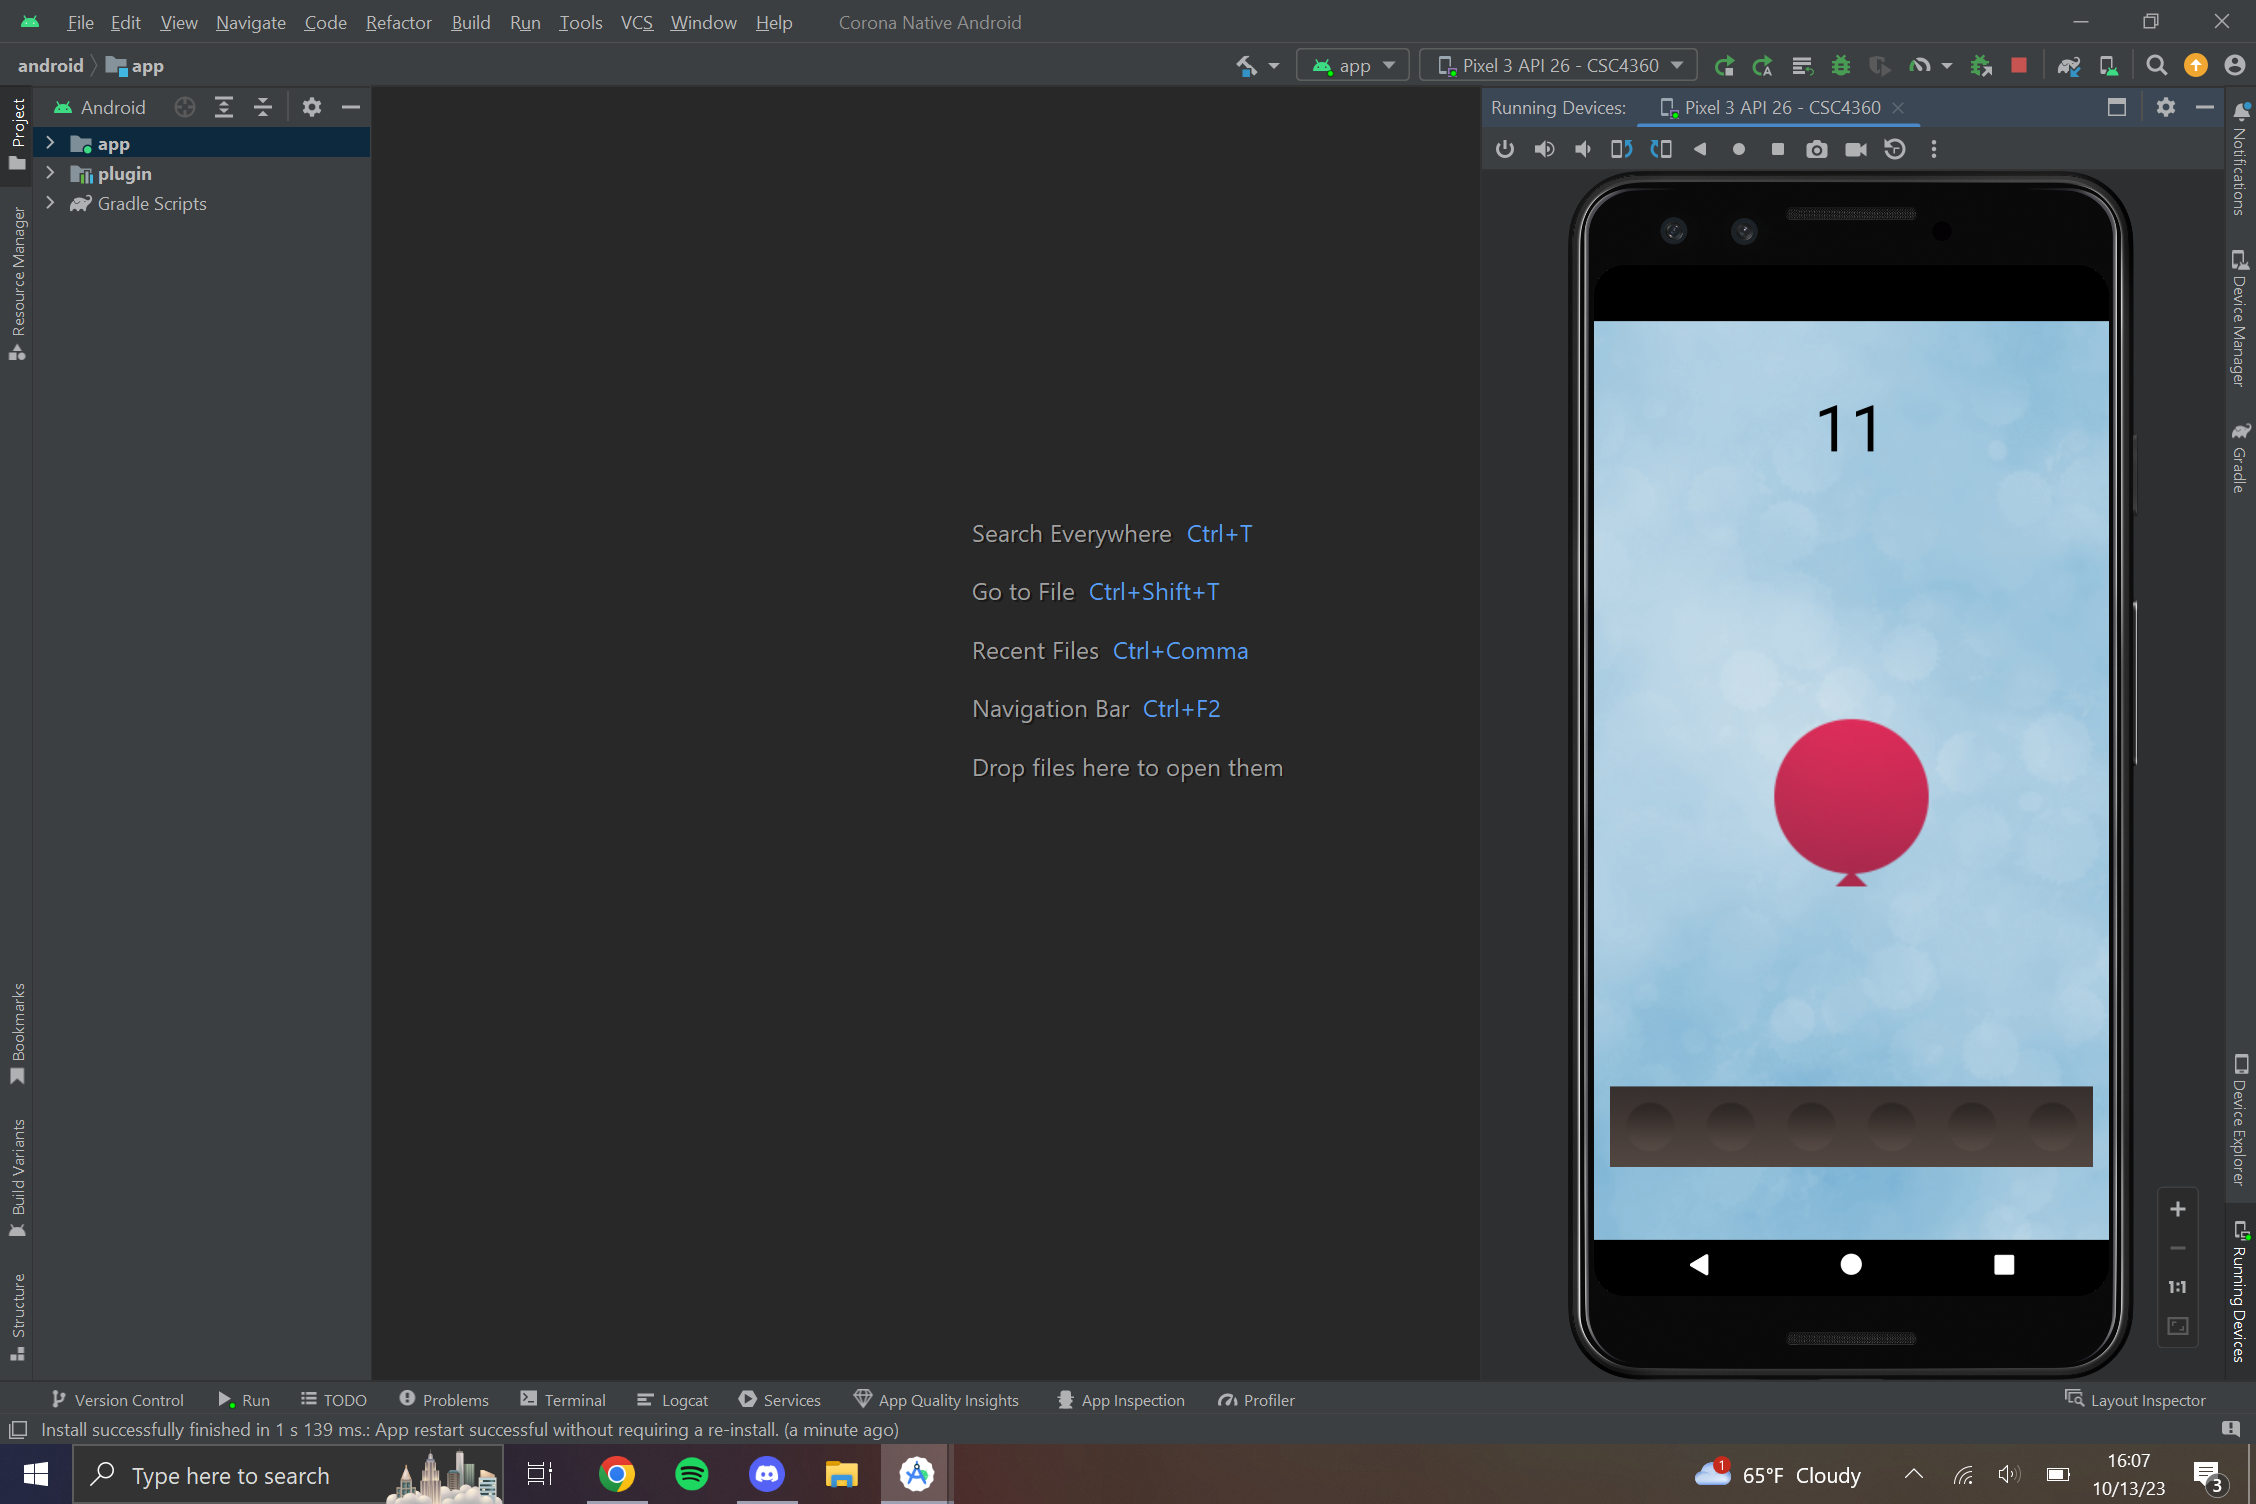 File Edit View Navigate Code Refactor Build Run Tools VCS Window Help Corona Native Android
android app app Pixel 3 API 26 - CSC4360
Project
Android
app
plugin
Gradle Scripts
Resource Manager
Bookmarks
Build Variants
Structure
Search Everywhere Ctrl+T
Go to File Ctrl+Shift+T
Recent Files Ctrl+Comma
Navigation Bar Ctrl+F2
Drop files here to open them
Running Devices: Pixel 3 API 26 - CSC4360
11
1:1
Notifications
Device Manager
Gradle
Device Explorer
Running Devices
Version Control Run TODO Problems Terminal Logcat Services App Quality Insights App Inspection Profiler Layout Inspector
Install successfully finished in 1 s 139 ms.: App restart successful without requiring a re-install. (a minute ago)
Type here to search
1
65°F Cloudy
16:07
10/13/23
3